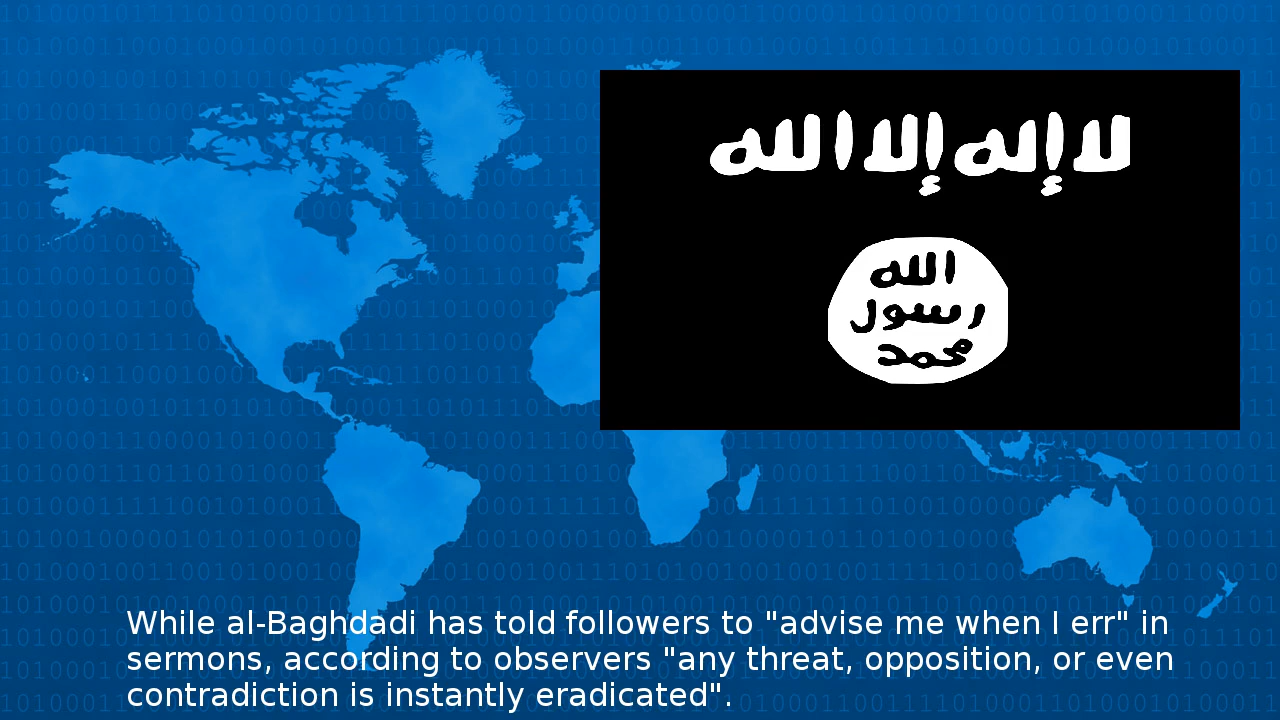 لا إله إلا الله
الله
رسول
محمد
While al-Baghdadi has told followers to "advise me when I err" in
sermons, according to observers "any threat, opposition, or even
contradiction is instantly eradicated".